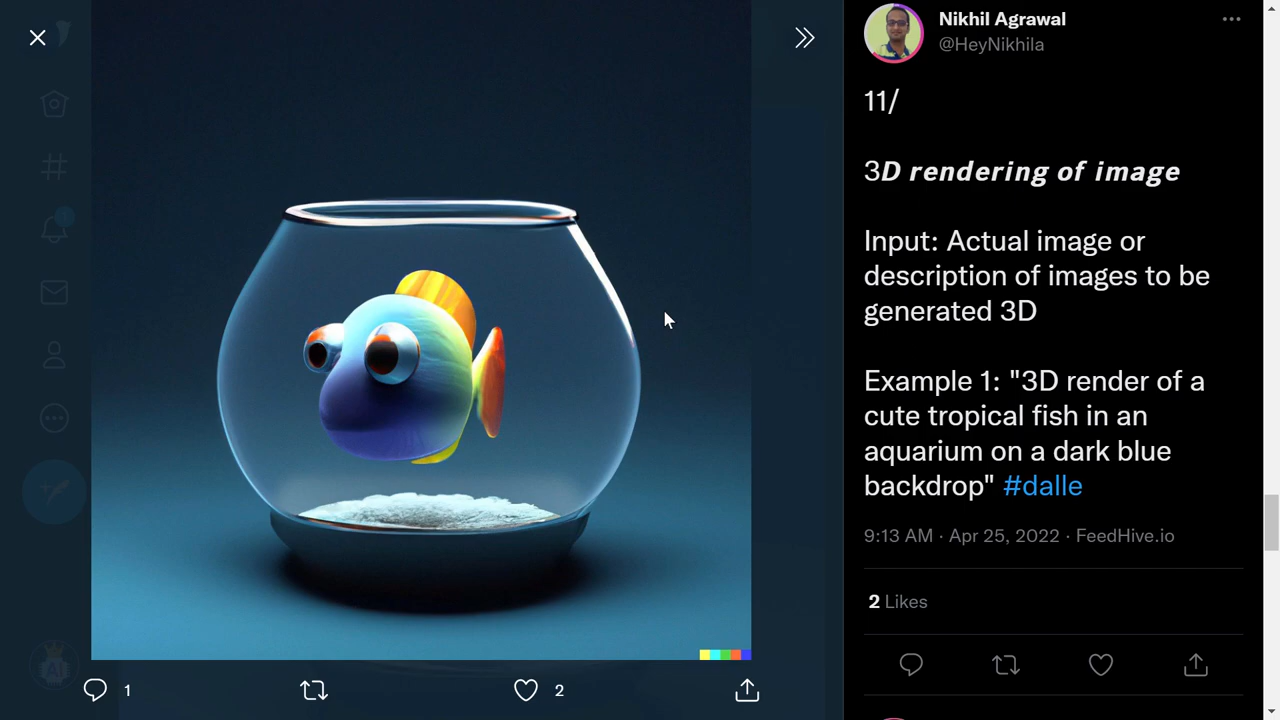 Nikhil Agrawal
@HeyNikhila
11/
3D rendering of image
Input: Actual image or
description of images to be
generated 3D
Example 1: "3D render of a
cute tropical fish in an
aquarium on a dark blue
backdrop" #dalle
9:13 AM · Apr 25, 2022 · FeedHive.io
2 Likes
1
2